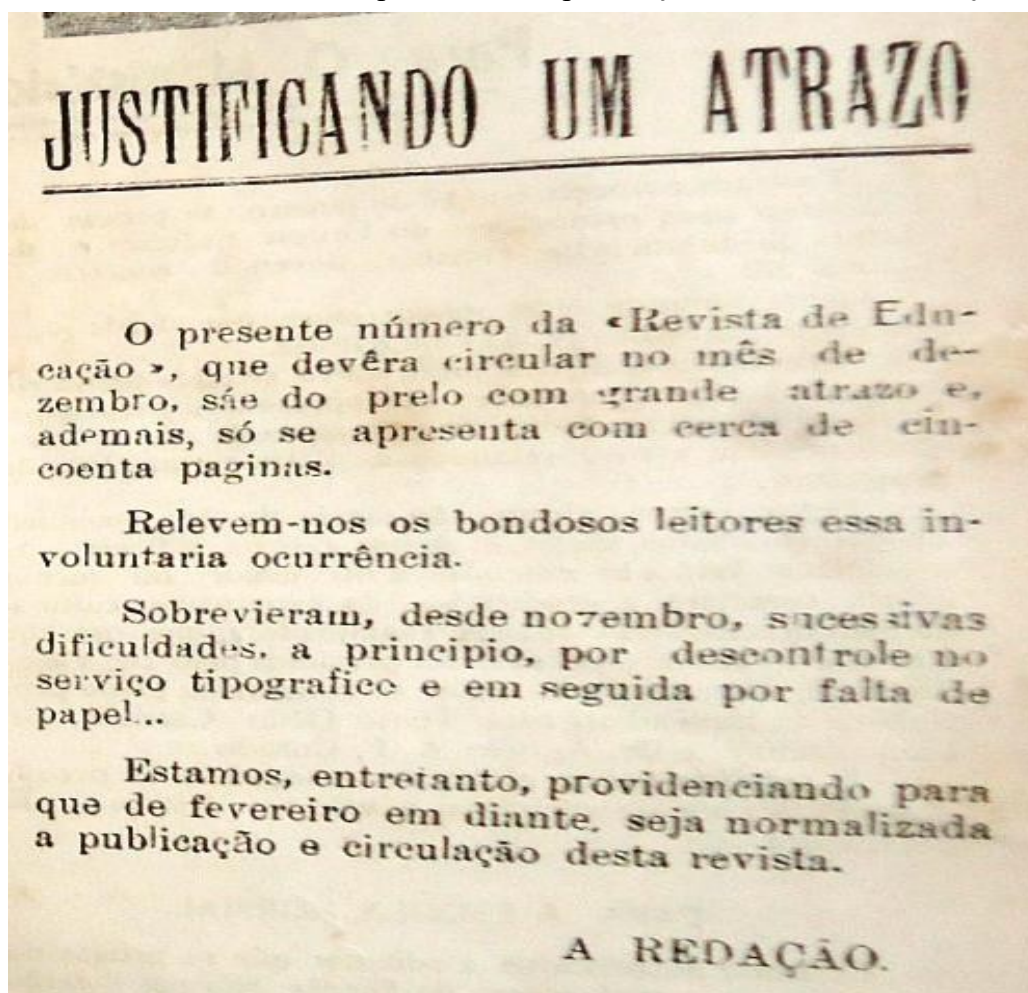 JUSTIFICANDO UM ATRAZO
O presente número da «Revista de Edu-
cação», que devêra circular no mês de de-
zembro, sáe do prelo com grande atrazo e,
ademais, só se apresenta com cerca de cin-
coenta paginas.
Relevem-nos os bondosos leitores essa in-
voluntaria ocurrência.
Sobrevieram, desde novembro, sucessivas
dificuldades. a principio, por descontrole no
serviço tipografico e em seguida por falta de
papel...
Estamos, entretanto, providenciando para
que de fevereiro em diante. seja normalizada
a publicação e circulação desta revista.
A REDAÇÃO.